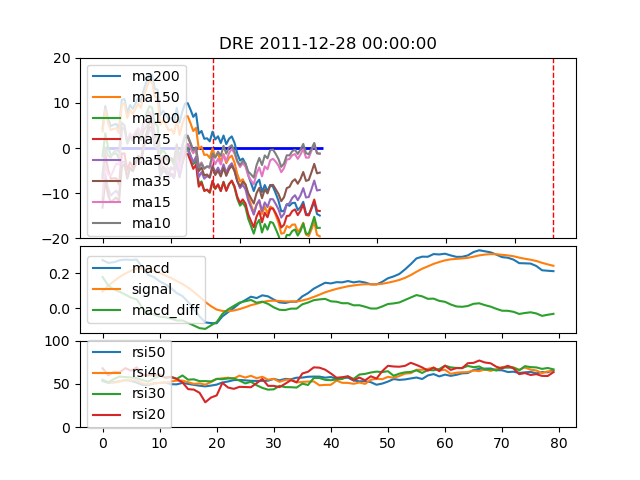 DRE 2011-12-28 00:00:00
20
10
0
−10
−20
ma200
ma150
ma100
ma75
ma50
ma35
ma15
ma10
0.2
0.0
macd
signal
macd_diff
100
50
0
rsi50
rsi40
rsi30
rsi20
0 10 20 30 40 50 60 70 80